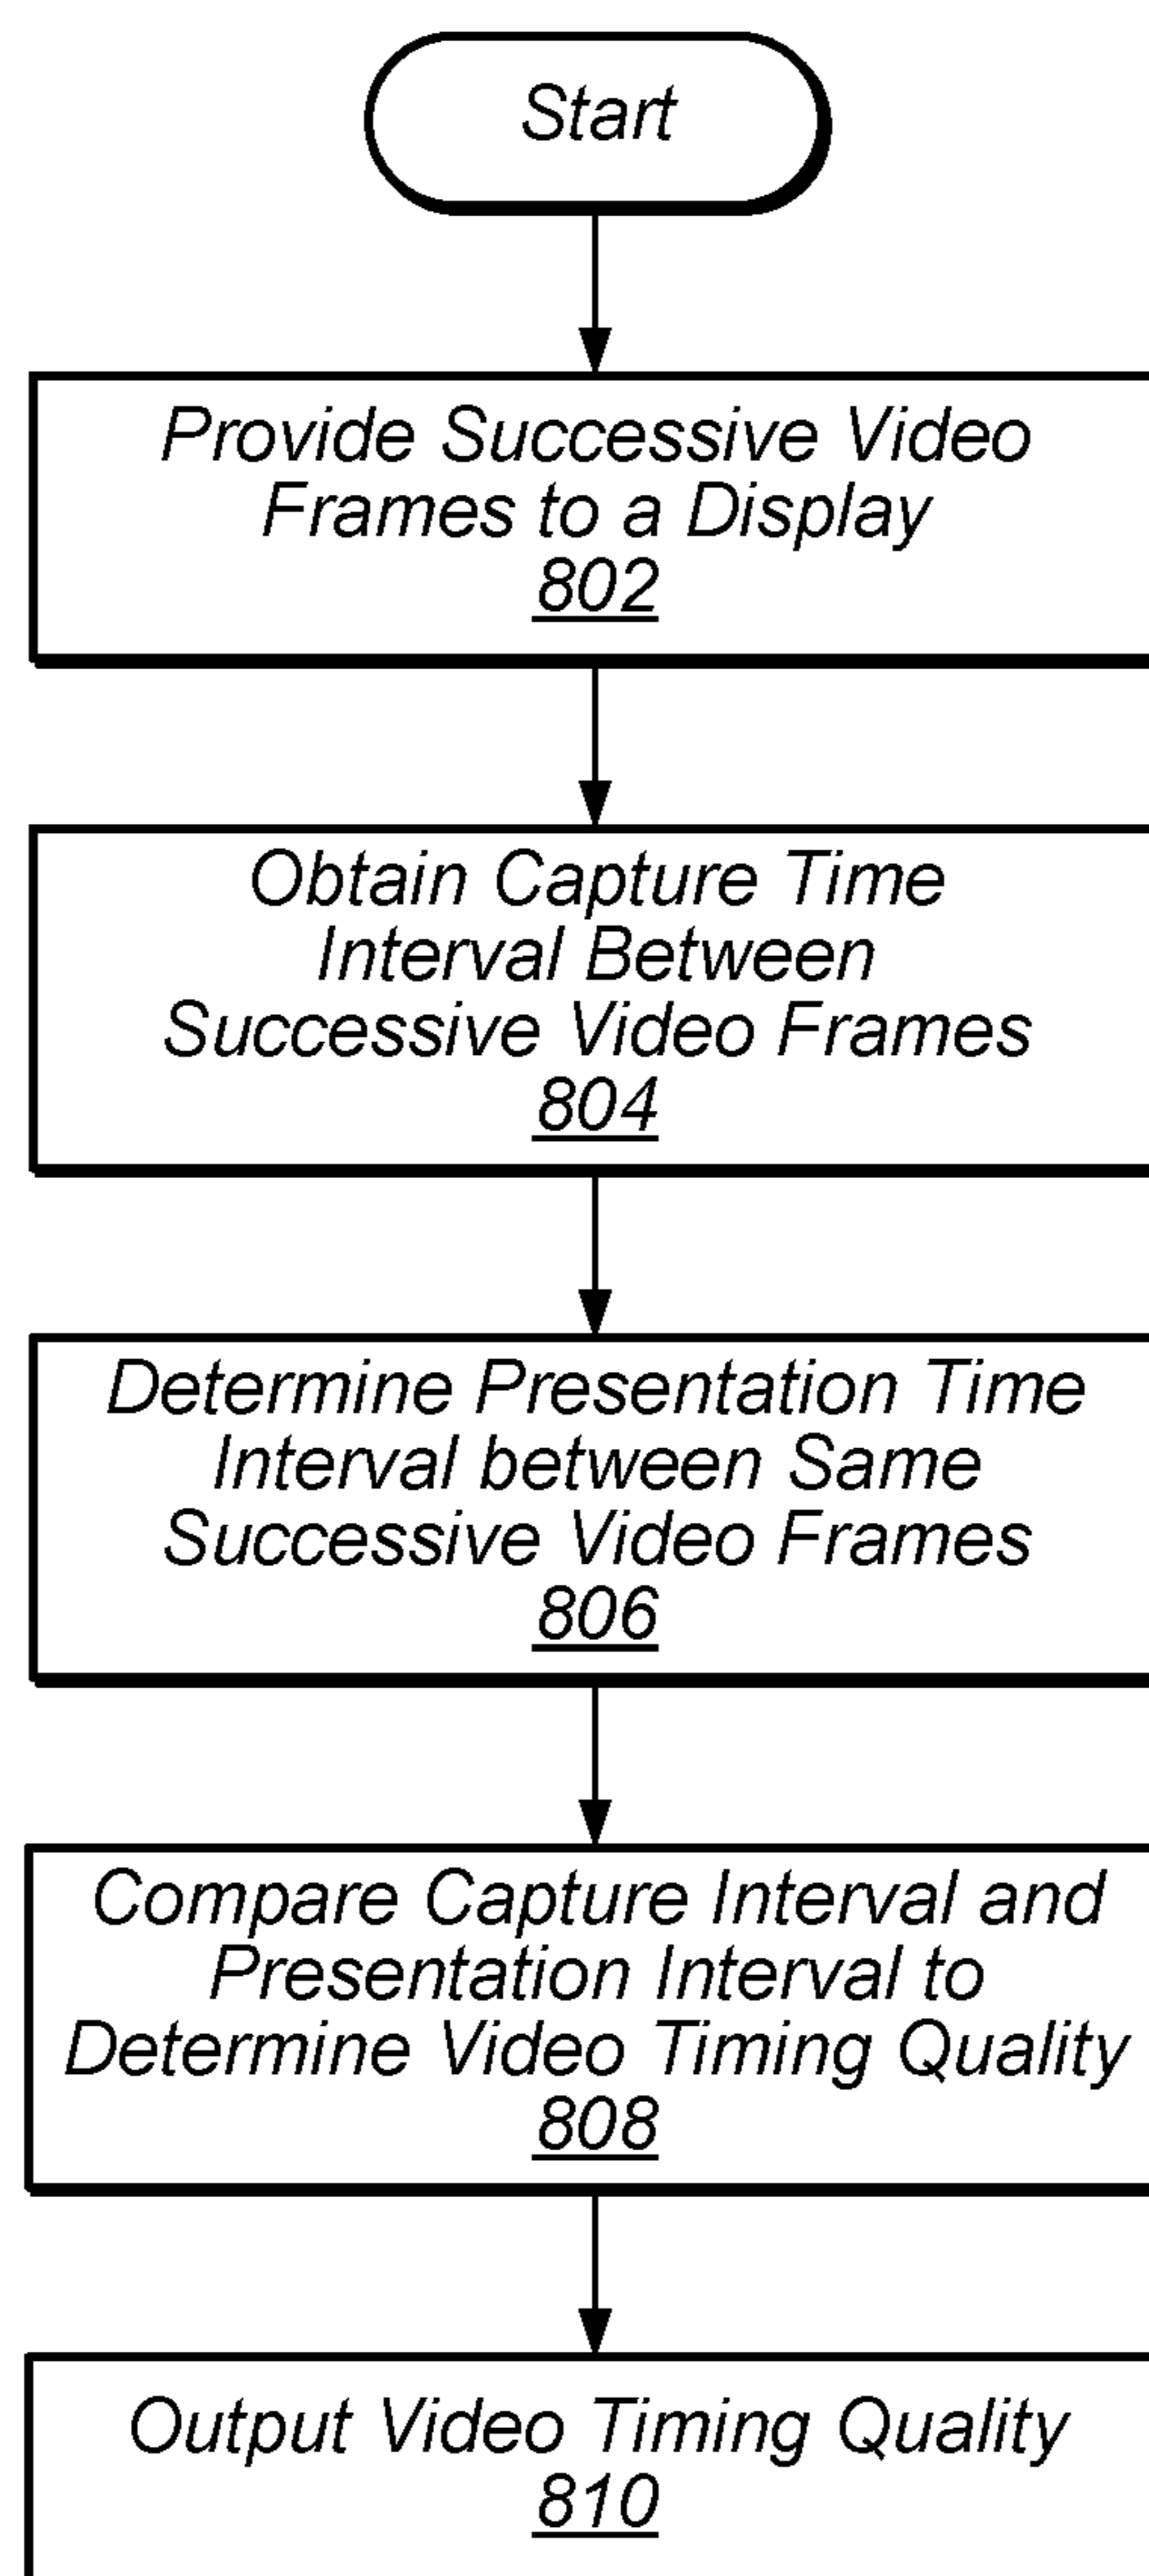 Start
Provide Successive Video
Frames to a Display
802
Obtain Capture Time
Interval Between
Successive Video Frames
804
Determine Presentation Time
Interval between Same
Successive Video Frames
806
Compare Capture Interval and
Presentation Interval to
Determine Video Timing Quality
808
Output Video Timing Quality
810